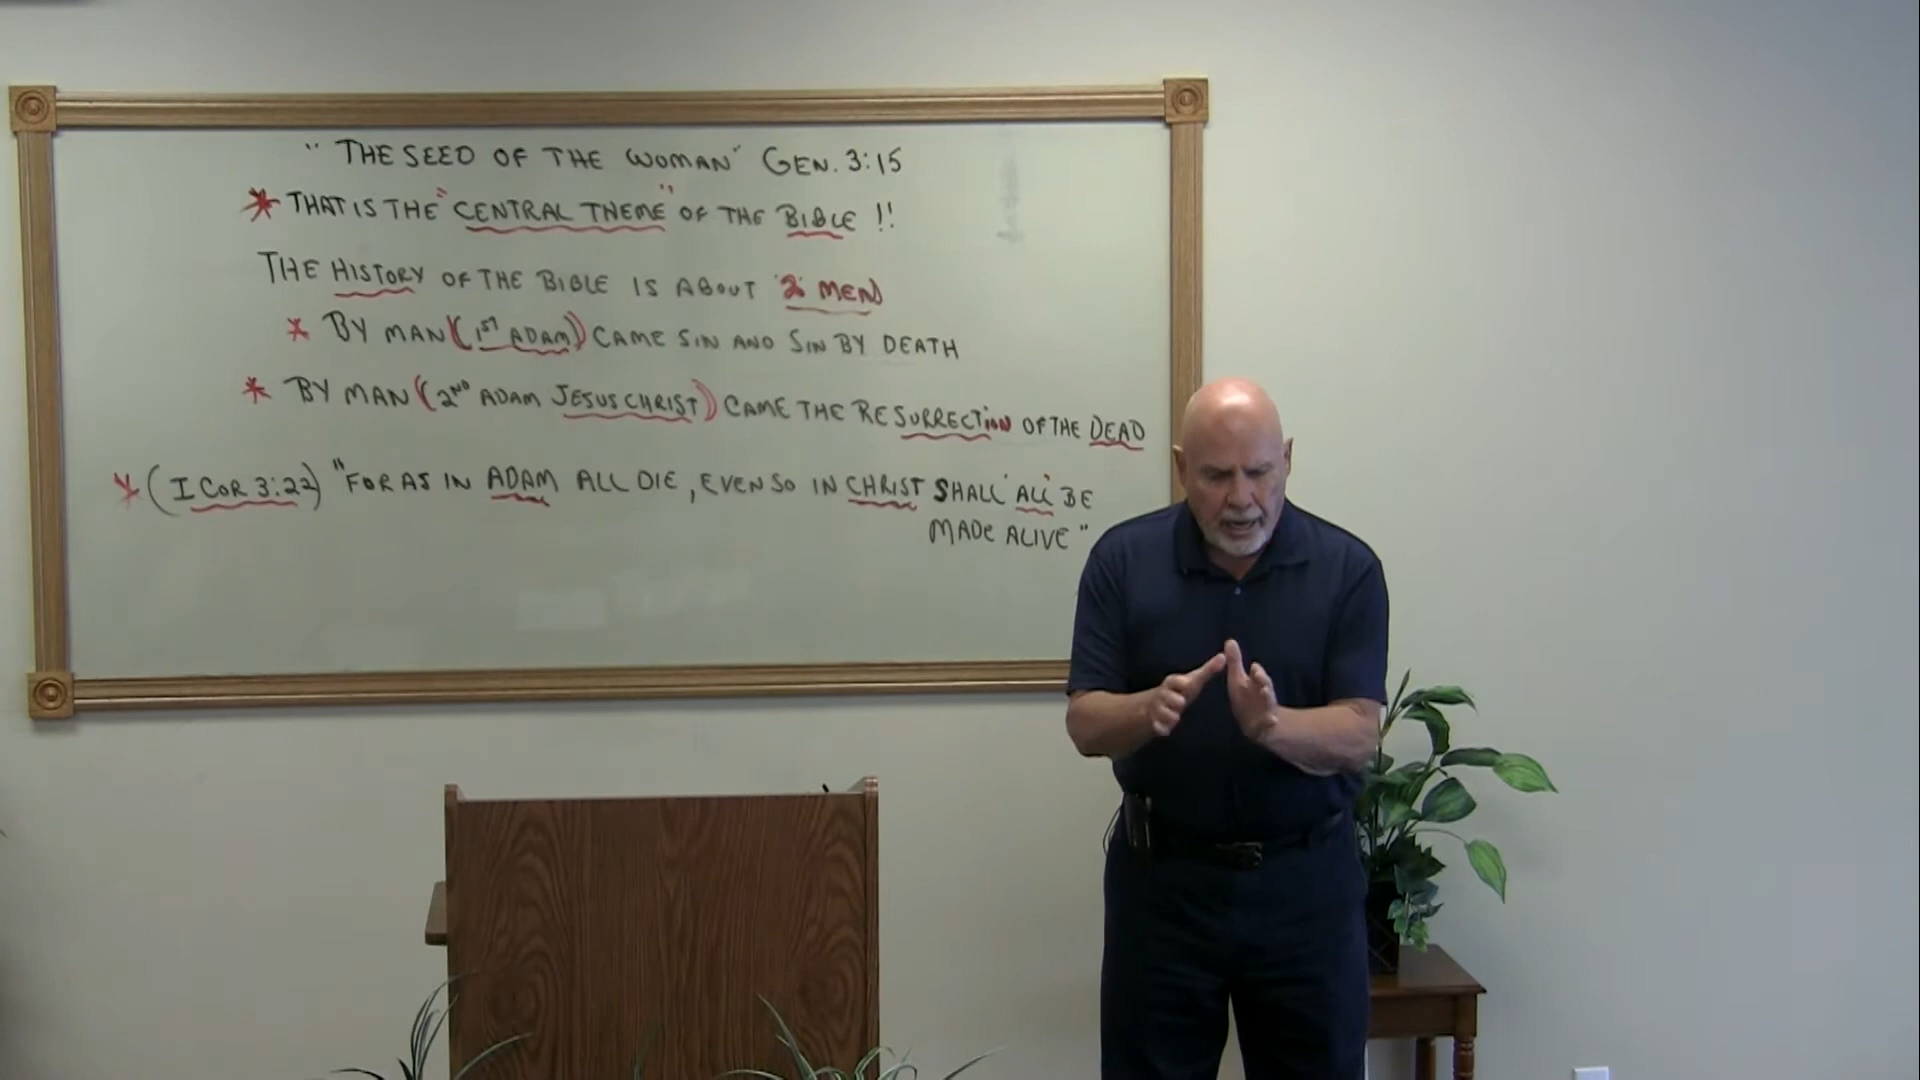 "THE SEED OF THE WOMAN" GEN. 3:15
* THAT IS THE "CENTRAL THEME" OF THE BIBLE !!
THE HISTORY OF THE BIBLE IS ABOUT "2" MEN
* BY MAN (1ST ADAM) CAME SIN AND SIN BY DEATH
* BY MAN (2ND ADAM JESUS CHRIST) CAME THE RESURRECTION OF THE DEAD
* (I COR 3:22) "FOR AS IN ADAM ALL DIE, EVEN SO IN CHRIST SHALL "ALL" BE
MADE ALIVE"